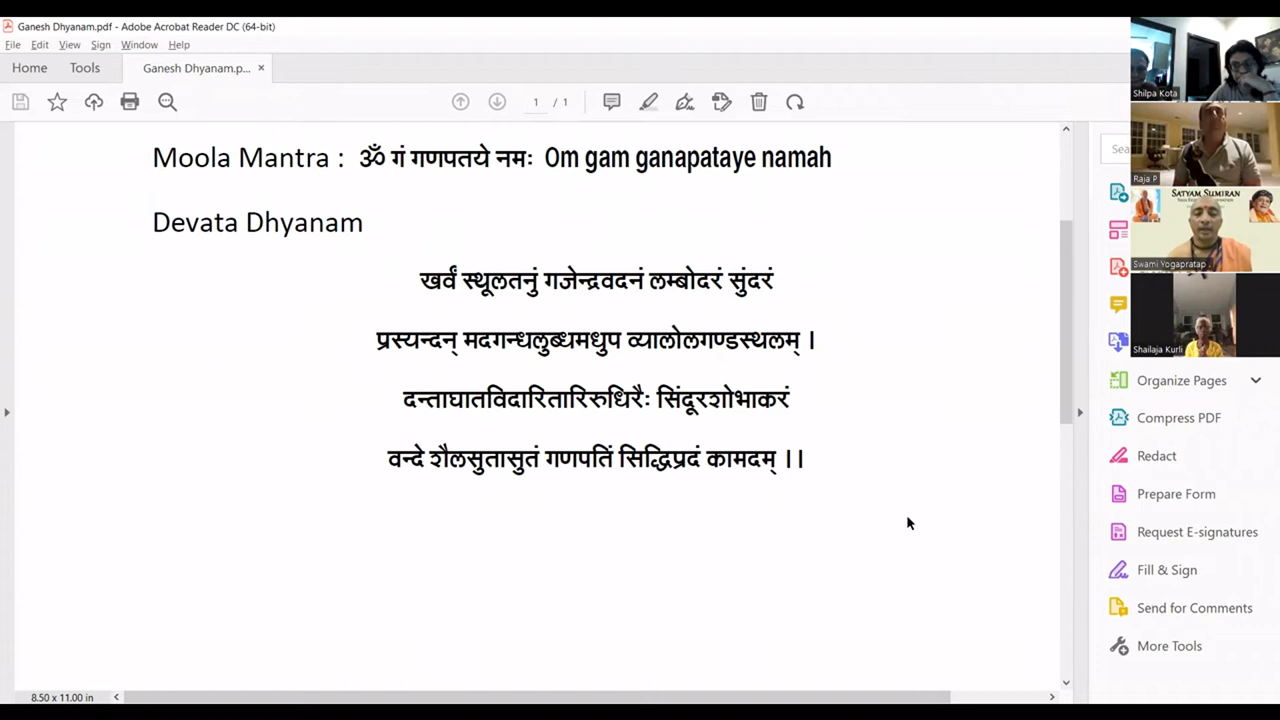 Ganesh Dhyanam.pdf - Adobe Acrobat Reader DC (64-bit)
File Edit View Sign Window Help
Home Tools Ganesh Dhyanam.p... ×
1 / 1
Moola Mantra : ॐ गं गणपतये नमः Om gam ganapataye namah
Devata Dhyanam
खर्वं स्थूलतनुं गजेन्द्रवदनं लम्बोदरं सुंदरं
प्रस्यन्दन् मदगन्धलुब्धमधुप व्यालोलगण्डस्थलम् ।
दन्ताघातविदारितारिरुधिरैः सिंदूरशोभाकरं
वन्दे शैलसुतासुतं गणपतिं सिद्धिप्रदं कामदम् ।।
8.50 x 11.00 in
Shilpa Kota
Raja P
SATYAM SUMIRAN
Swami Yogapratap
Shailaja Kurli
Sea
Organize Pages
Compress PDF
Redact
Prepare Form
Request E-signatures
Fill & Sign
Send for Comments
More Tools